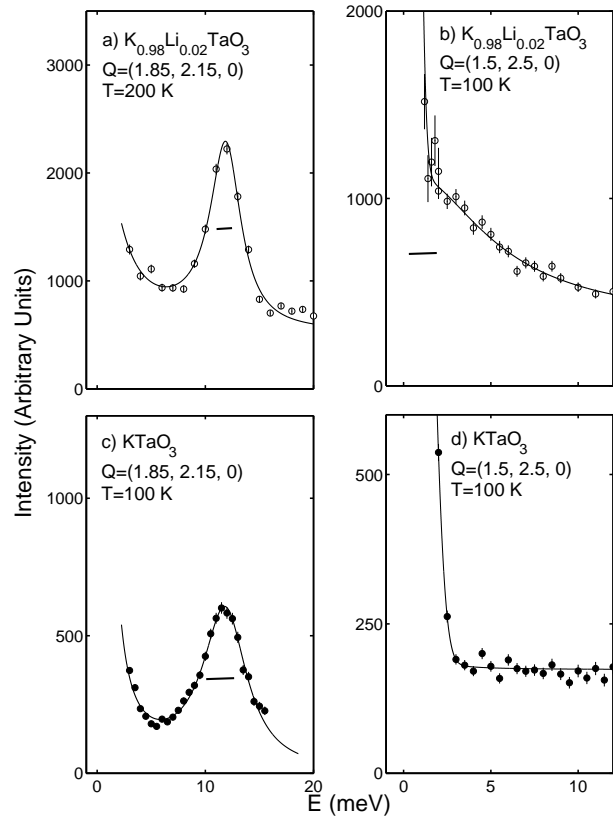 3500
3000
2000
1000
0
a) K0.98Li0.02TaO3
Q=(1.85, 2.15, 0)
T=200 K
2000
1000
0
b) K0.98Li0.02TaO3
Q=(1.5, 2.5, 0)
T=100 K
Intensity (Arbitrary Units)
1000
500
0
c) KTaO3
Q=(1.85, 2.15, 0)
T=100 K
0 10 20
500
250
0
d) KTaO3
Q=(1.5, 2.5, 0)
T=100 K
0 5 10
E (meV)